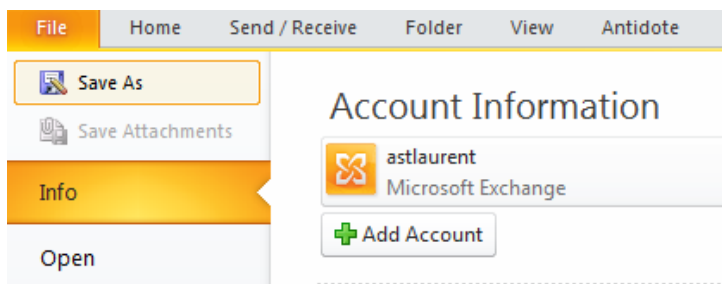 File Home Send / Receive Folder View Antidote
Save As
Save Attachments
Info
Open
Account Information
astlaurent
Microsoft Exchange
Add Account